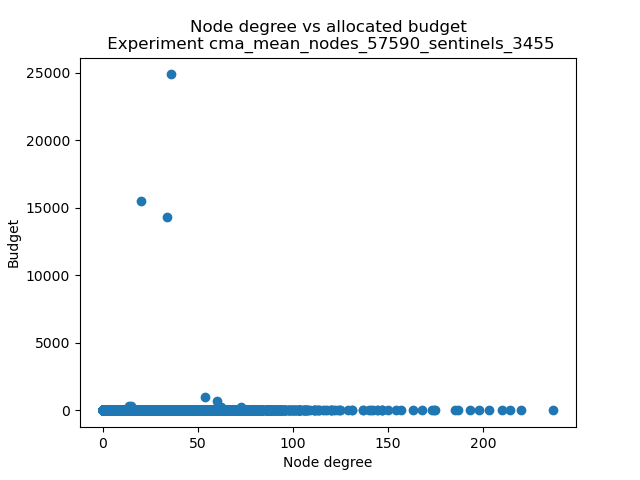 Node degree vs allocated budget
Experiment cma_mean_nodes_57590_sentinels_3455
25000
20000
15000
10000
5000
0
Budget
0 50 100 150 200
Node degree